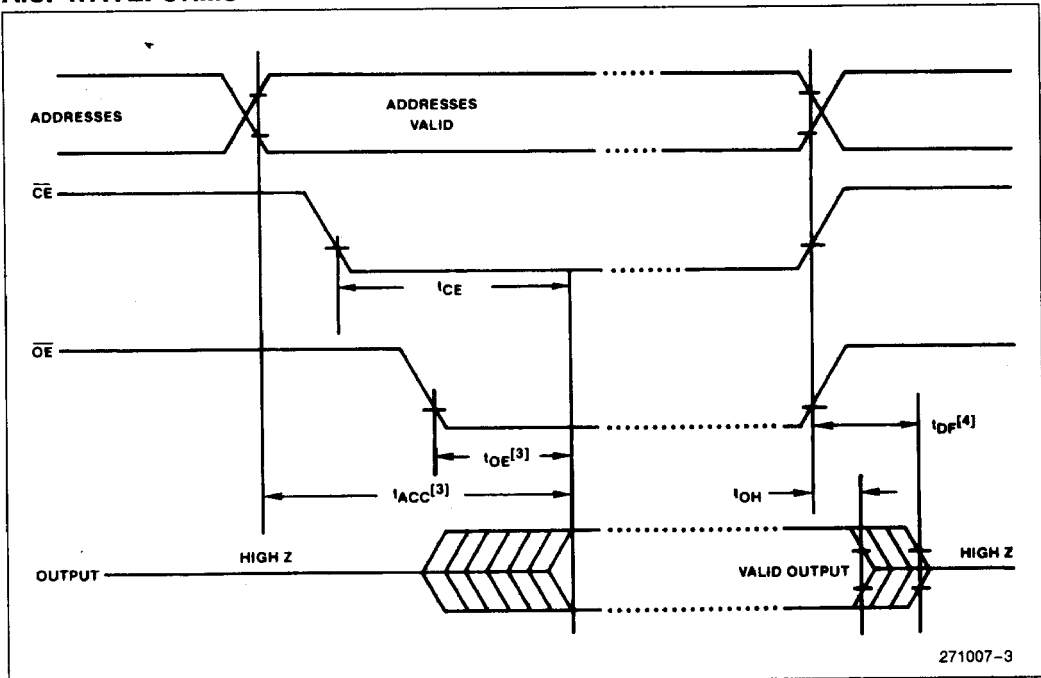 ADDRESSES
ADDRESSES
VALID
CE
tCE
OE
tDF[4]
tOE[3]
tACC[3]
tOH
HIGH Z
HIGH Z
OUTPUT
VALID OUTPUT
271007-3